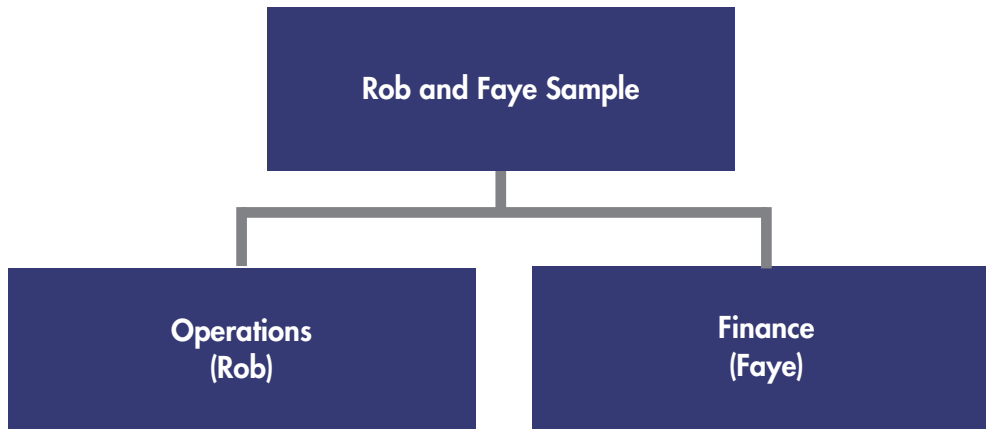 Rob and Faye Sample
Operations
(Rob)
Finance
(Faye)